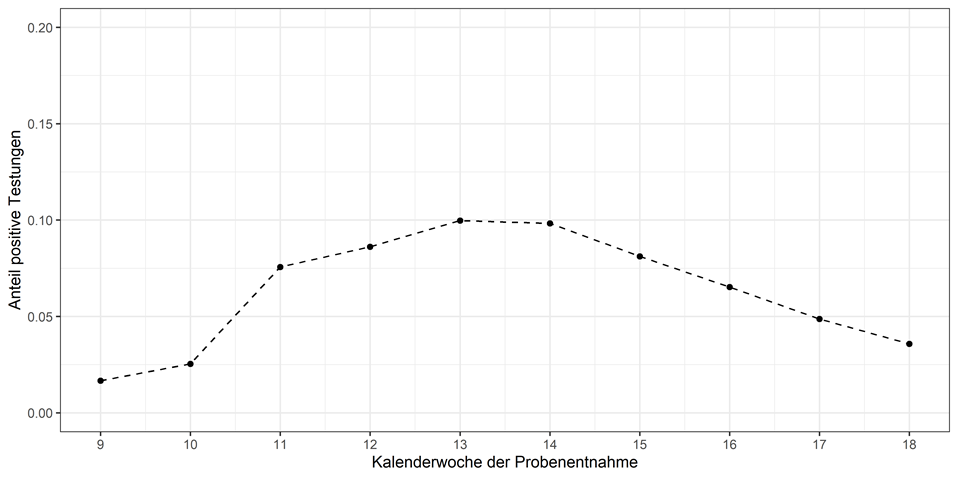 0.20
0.15
0.10
0.05
0.00
Anteil positive Testungen
9 10 11 12 13 14 15 16 17 18
Kalenderwoche der Probenentnahme